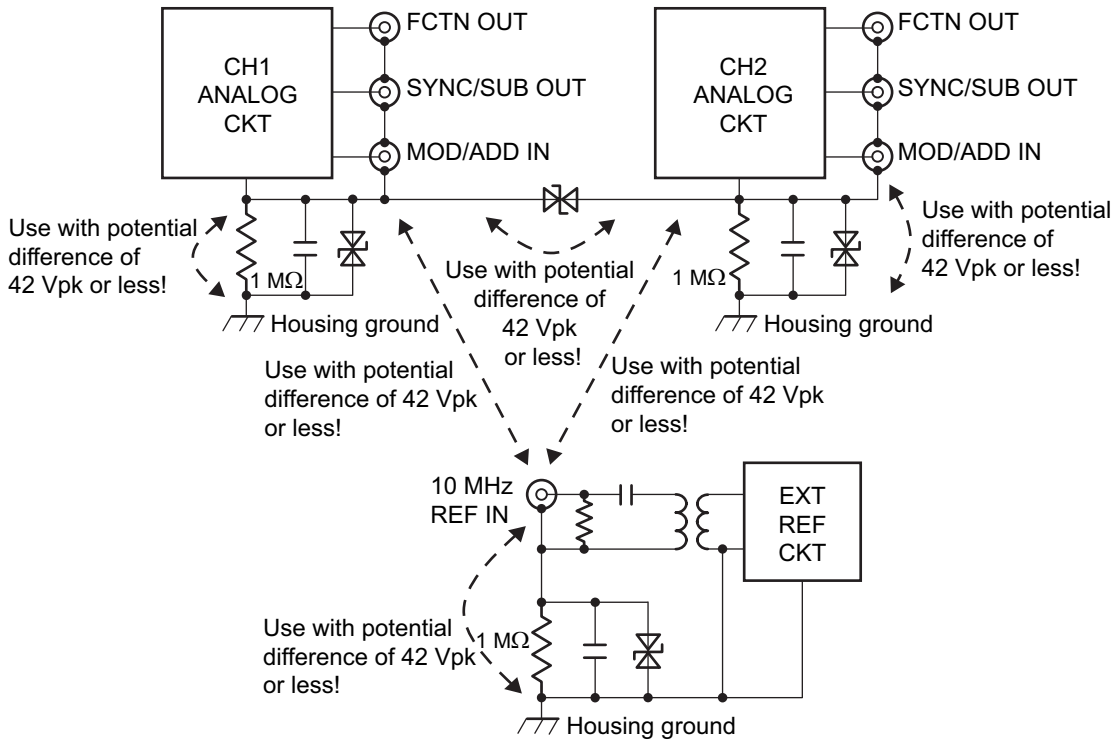 CH1
ANALOG
CKT
FCTN OUT
SYNC/SUB OUT
MOD/ADD IN
CH2
ANALOG
CKT
FCTN OUT
SYNC/SUB OUT
MOD/ADD IN
Use with potential
difference of
42 Vpk or less!
1 MΩ
Housing ground
Use with potential
difference of
42 Vpk
or less!
1 MΩ
Housing ground
Use with potential
difference of
42 Vpk or less!
Use with potential
difference of 42 Vpk
or less!
Use with potential
difference of 42 Vpk
or less!
10 MHz
REF IN
EXT
REF
CKT
Use with potential
difference of 42 Vpk
or less!
1 MΩ
Housing ground